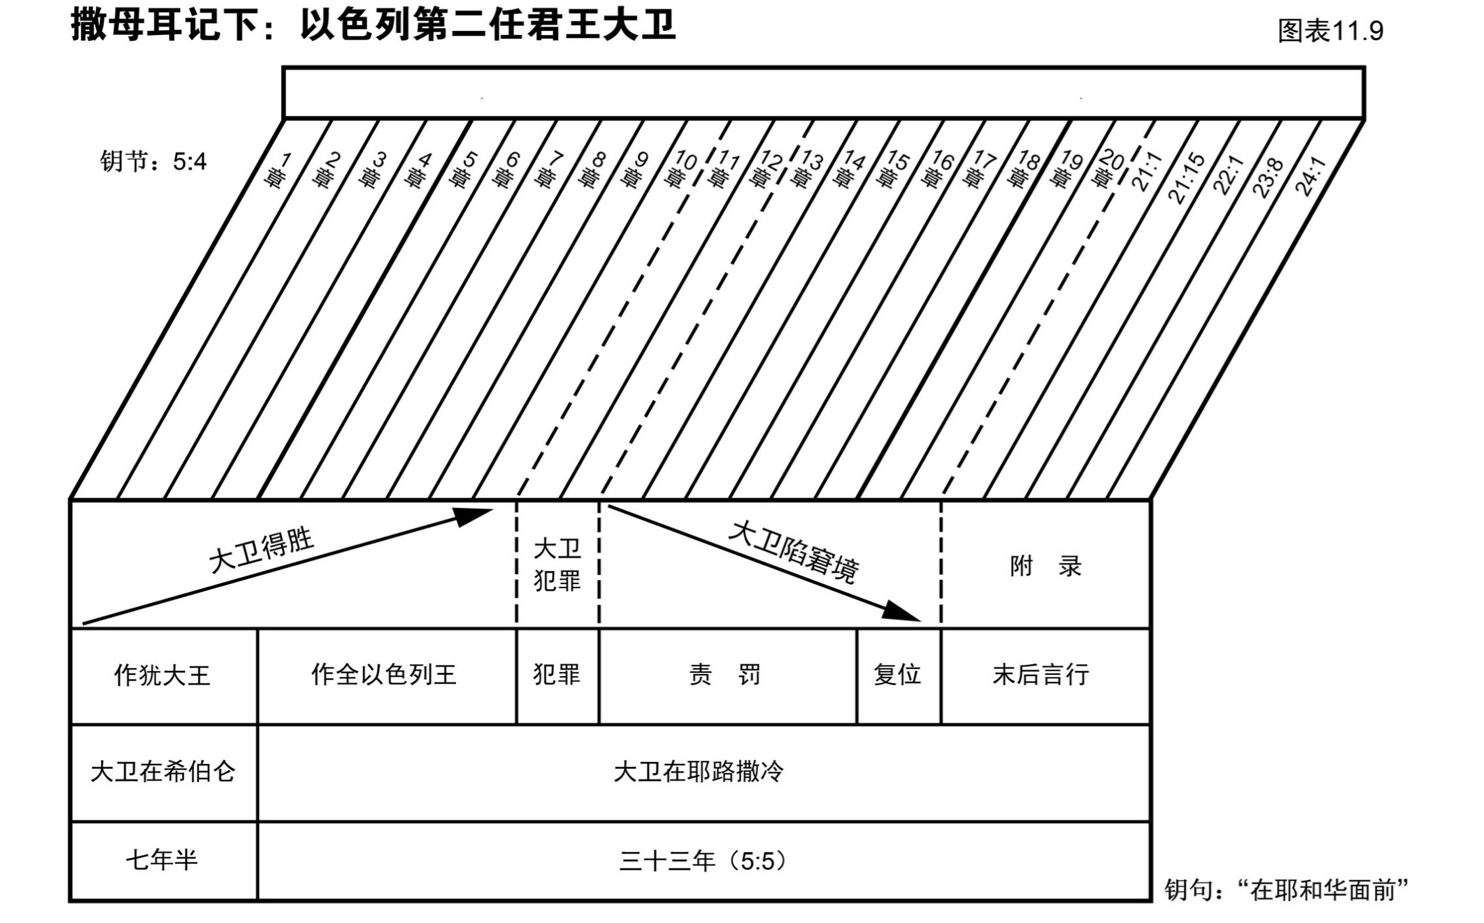 撒母耳记下：以色列第二任君王大卫
图表11.9
钥节：5:4
1章
2章
3章
4章
5章
6章
7章
8章
9章
10章
11章
12章
13章
14章
15章
16章
17章
18章
19章
20章
21:1
21:15
22:1
23:8
24:1
大卫得胜
大卫
犯罪
大卫陷窘境
附 录
作犹大王
作全以色列王
犯罪
责 罚
复位
末后言行
大卫在希伯仑
大卫在耶路撒冷
七年半
三十三年（5:5）
钥句：“在耶和华面前”